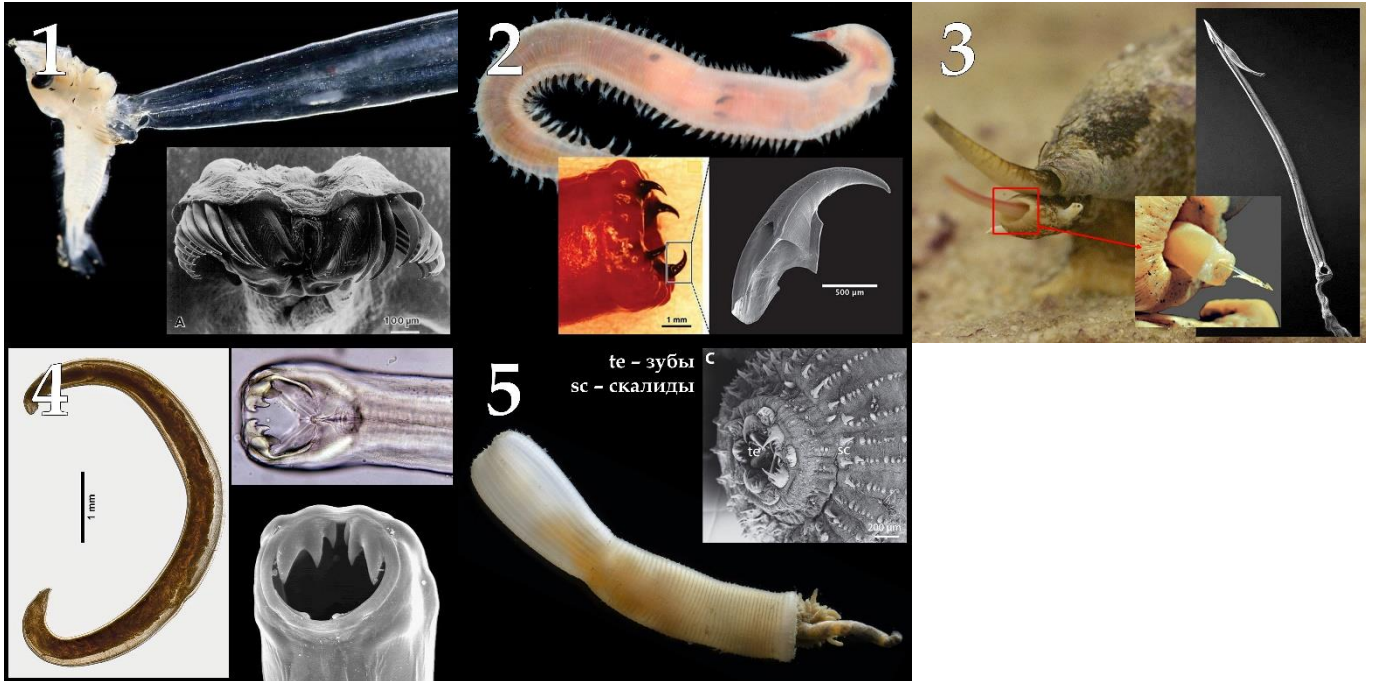 1
A
100 µm
2
1 mm
500 µm
3
4
1 mm
5
te – зубы
sc – скалиды
C
te
sc
200 µm